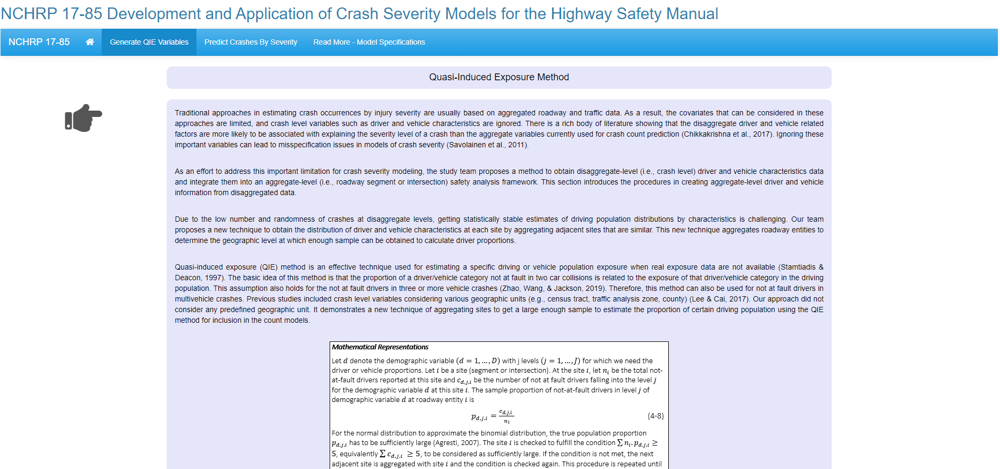 NCHRP 17-85 Development and Application of Crash Severity Models for the Highway Safety Manual
NCHRP 17-85 Generate QIE Variables Predict Crashes By Severity Read More - Model Specifications
Quasi-Induced Exposure Method
Traditional approaches in estimating crash occurrences by injury severity are usually based on aggregated roadway and traffic data. As a result, the covariates that can be considered in these
approaches are limited, and crash level variables such as driver and vehicle characteristics are ignored. There is a rich body of literature showing that the disaggregate driver and vehicle related
factors are more likely to be associated with explaining the severity level of a crash than the aggregate variables currently used for crash count prediction (Chikkakrishna et al., 2017). Ignoring these
important variables can lead to misspecification issues in models of crash severity (Savolainen et al., 2011).
As an effort to address this important limitation for crash severity modeling, the study team proposes a method to obtain disaggregate-level (i.e., crash level) driver and vehicle characteristics data
and integrate them into an aggregate-level (i.e., roadway segment or intersection) safety analysis framework. This section introduces the procedures in creating aggregate-level driver and vehicle
information from disaggregated data.
Due to the low number and randomness of crashes at disaggregate levels, getting statistically stable estimates of driving population distributions by characteristics is challenging. Our team
proposes a new technique to obtain the distribution of driver and vehicle characteristics at each site by aggregating adjacent sites that are similar. This new technique aggregates roadway entities to
determine the geographic level at which enough sample can be obtained to calculate driver proportions.
Quasi-induced exposure (QIE) method is an effective technique used for estimating a specific driving or vehicle population exposure when real exposure data are not available (Stamtiadis &
Deacon, 1997). The basic idea of this method is that the proportion of a driver/vehicle category not at fault in two car collisions is related to the exposure of that driver/vehicle category in the driving
population. This assumption also holds for the not at fault drivers in three or more vehicle crashes (Zhao, Wang, & Jackson, 2019). Therefore, this method can also be used for not at fault drivers in
multivehicle crashes. Previous studies included crash level variables considering various geographic units (e.g., census tract, traffic analysis zone, county) (Lee & Cai, 2017). Our approach did not
consider any predefined geographic unit. It demonstrates a new technique of aggregating sites to get a large enough sample to estimate the proportion of certain driving population using the QIE
method for inclusion in the count models.
Mathematical Representations
Let d denote the demographic variable (d = 1, ..., D) with j levels (j = 1, ..., J) for which we need the
driver or vehicle proportions. Let i be a site (segment or intersection). At the site i, let n_i be the total not-
at-fault drivers reported at this site and c_{d,j,i} be the number of not at fault drivers falling into the level j
for the demographic variable d at this site i. The sample proportion of not-at-fault drivers in level j of
demographic variable d at roadway entity i is
p_{d,j,i} = c_{d,j,i} / n_i (4-8)
For the normal distribution to approximate the binomial distribution, the true population proportion
p_{d,j,i} has to be sufficiently large (Agresti, 2007). The site i is checked to fulfill the condition ∑ n_i. p_{d,j,i} ≥
5, equivalently ∑ c_{d,j,i} ≥ 5, to be considered as sufficiently large. If the condition is not met, the next
adjacent site is aggregated with site i and the condition is checked again. This procedure is repeated until